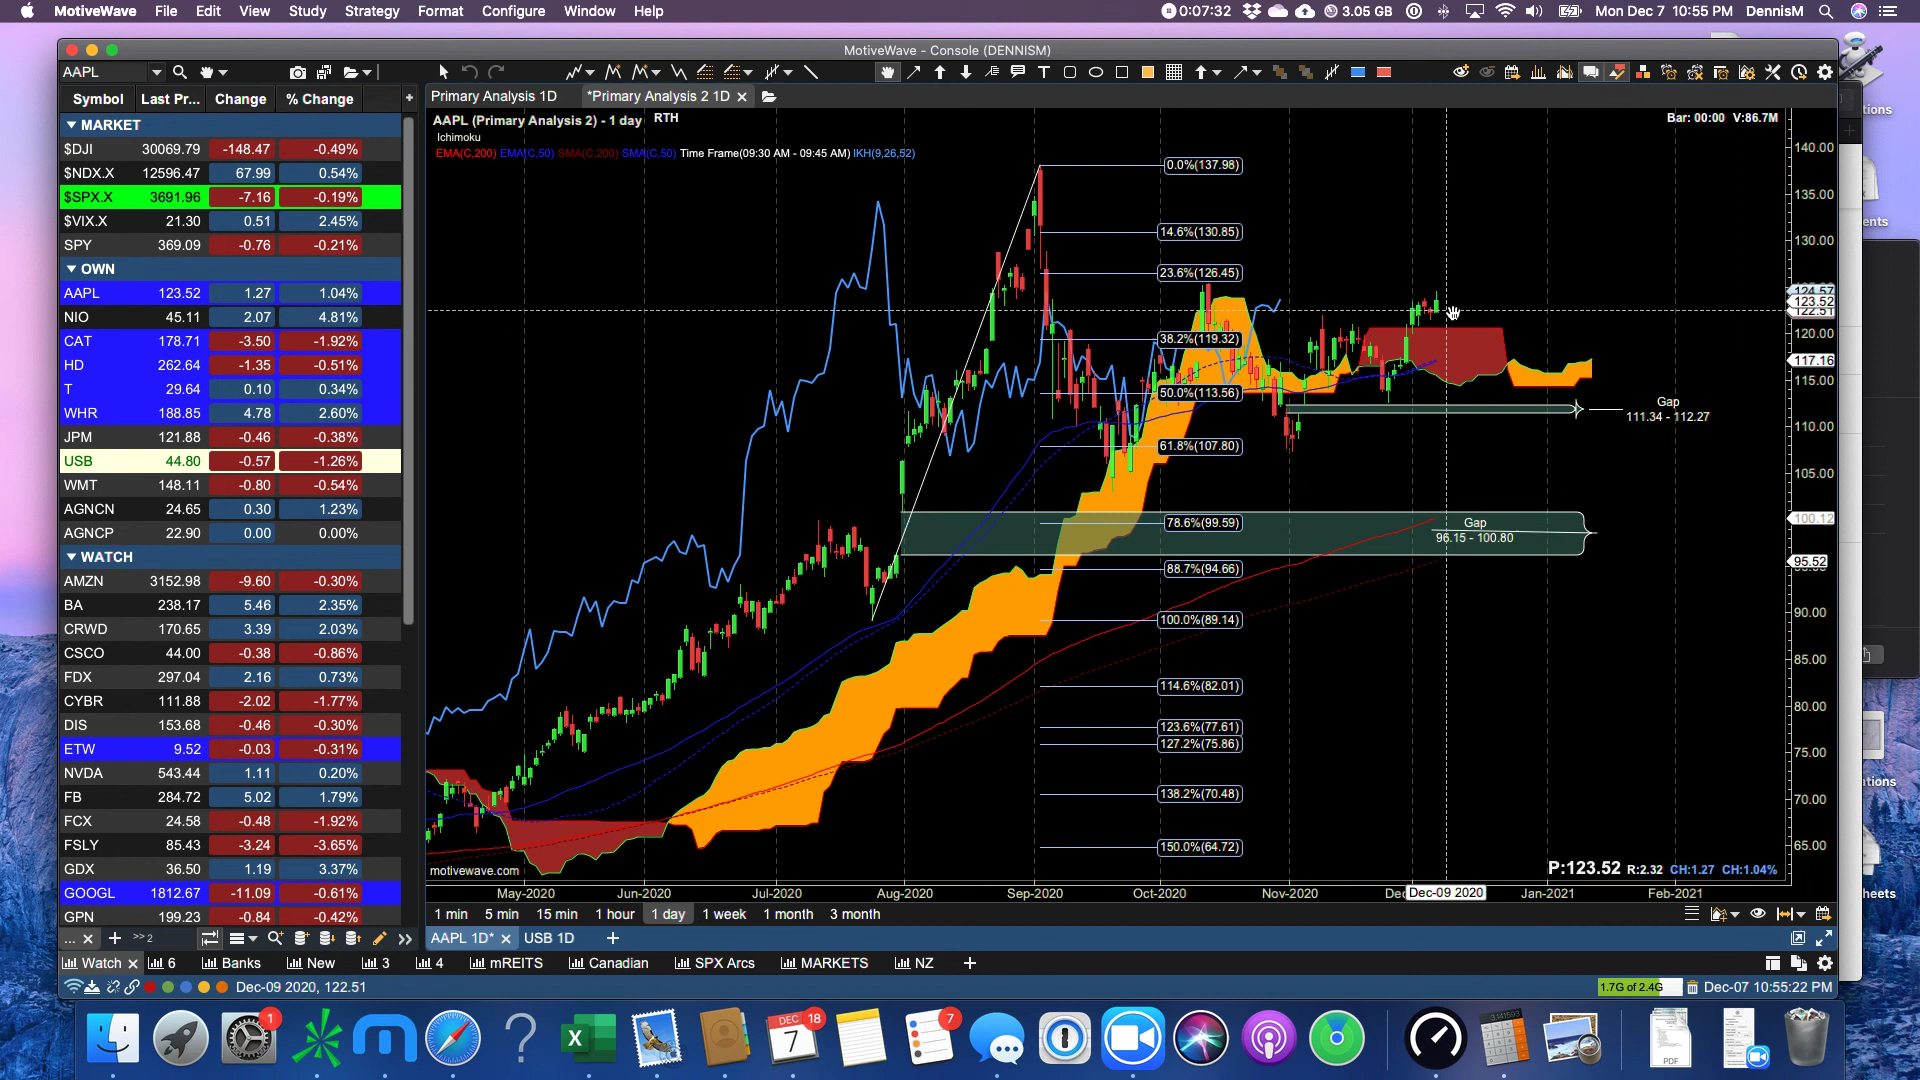 MotiveWave File Edit View Study Strategy Format Configure Window Help
0:07:32 3.05 GB Mon Dec 7 10:55 PM DennisM
MotiveWave - Console (DENNISM)
AAPL
Symbol Last Pr... Change % Change
MARKET
$DJI 30069.79 -148.47 -0.49%
$NDX.X 12596.47 67.99 0.54%
$SPX.X 3691.96 -7.16 -0.19%
$VIX.X 21.30 0.51 2.45%
SPY 369.09 -0.76 -0.21%
OWN
AAPL 123.52 1.27 1.04%
NIO 45.11 2.07 4.81%
CAT 178.71 -3.50 -1.92%
HD 262.64 -1.35 -0.51%
T 29.64 0.10 0.34%
WHR 188.85 4.78 2.60%
JPM 121.88 -0.46 -0.38%
USB 44.80 -0.57 -1.26%
WMT 148.11 -0.80 -0.54%
AGNCN 24.65 0.30 1.23%
AGNCP 22.90 0.00 0.00%
WATCH
AMZN 3152.98 -9.60 -0.30%
BA 238.17 5.46 2.35%
CRWD 170.65 3.39 2.03%
CSCO 44.00 -0.38 -0.86%
FDX 297.04 2.16 0.73%
CYBR 111.88 -2.02 -1.77%
DIS 153.68 -0.46 -0.30%
ETW 9.52 -0.03 -0.31%
NVDA 543.44 1.11 0.20%
FB 284.72 5.02 1.79%
FCX 24.58 -0.48 -1.92%
FSLY 85.43 -3.24 -3.65%
GDX 36.50 1.19 3.37%
GOOGL 1812.67 -11.09 -0.61%
GPN 199.23 -0.84 -0.42%
Primary Analysis 1D *Primary Analysis 2 1D
AAPL (Primary Analysis 2) - 1 day RTH
Bar: 00:00 V:86.7M
Ichimoku
EMA(C,200) EMA(C,50) SMA(C,200) SMA(C,50) Time Frame(09:30 AM - 09:45 AM) IKH(9,26,52)
0.0%(137.98)
14.6%(130.85)
23.6%(126.45)
38.2%(119.32)
50.0%(113.56)
61.8%(107.80)
78.6%(99.59)
88.7%(94.66)
100.0%(89.14)
114.6%(82.01)
123.6%(77.61)
127.2%(75.86)
138.2%(70.48)
150.0%(64.72)
Gap
111.34 - 112.27
Gap
96.15 - 100.80
140.00
135.00
130.00
124.57
123.52
122.51
120.00
117.16
115.00
110.00
105.00
100.12
95.52
90.00
85.00
80.00
75.00
70.00
65.00
motivewave.com
P:123.52 R:2.32 CH:1.27 CH:1.04%
May-2020 Jun-2020 Jul-2020 Aug-2020 Sep-2020 Oct-2020 Nov-2020 Dec-09 2020 Jan-2021 Feb-2021
1 min 5 min 15 min 1 hour 1 day 1 week 1 month 3 month
... >>2
AAPL 1D* USB 1D
Watch 6 Banks New 3 4 mREITS Canadian SPX Arcs MARKETS NZ
Dec-09 2020, 122.51
1.7G of 2.4G Dec-07 10:55:22 PM
1
DEC
7
18
7
PDF